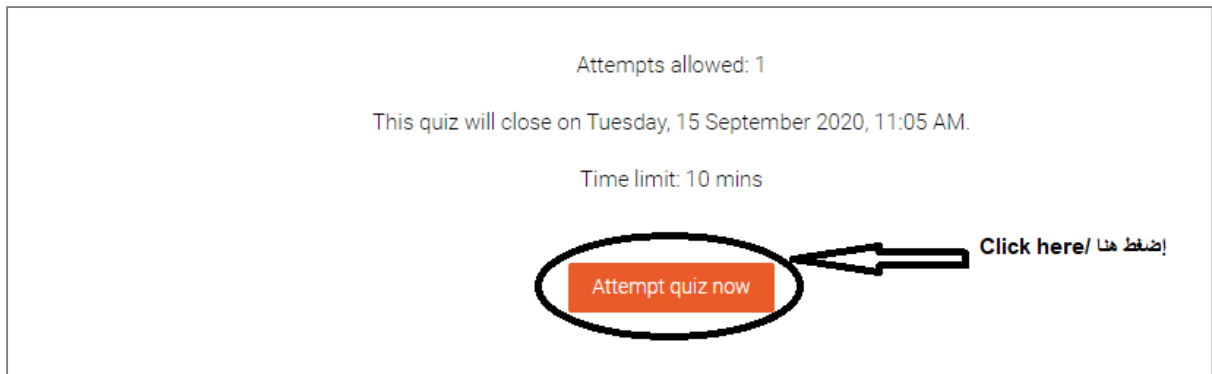 Attempts allowed: 1
This quiz will close on Tuesday, 15 September 2020, 11:05 AM.
Time limit: 10 mins
Click here/ إضغط هنا
Attempt quiz now